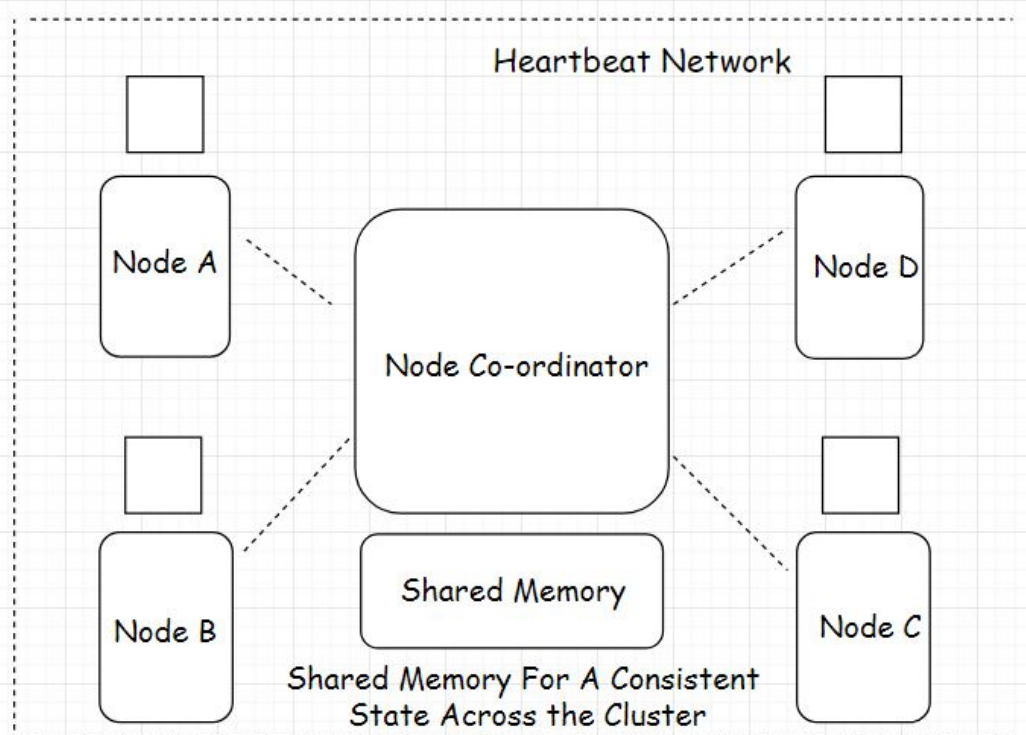 Heartbeat Network
Node A
Node D
Node Co-ordinator
Shared Memory
Node B
Node C
Shared Memory For A Consistent
State Across the Cluster